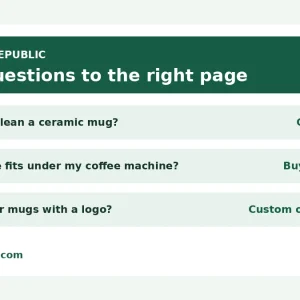 EPUBLIC
uestions to the right page
lean a ceramic mug?
fits under my coffee machine? Buy
r mugs with a logo? Custom
.com